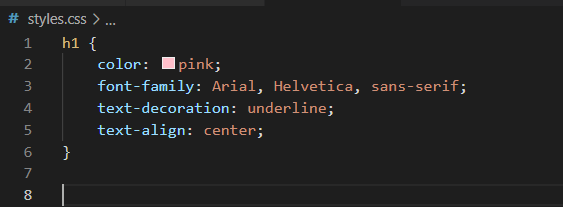 # styles.css > ...
1 h1 {
2 color: pink;
3 font-family: Arial, Helvetica, sans-serif;
4 text-decoration: underline;
5 text-align: center;
6 }
7
8